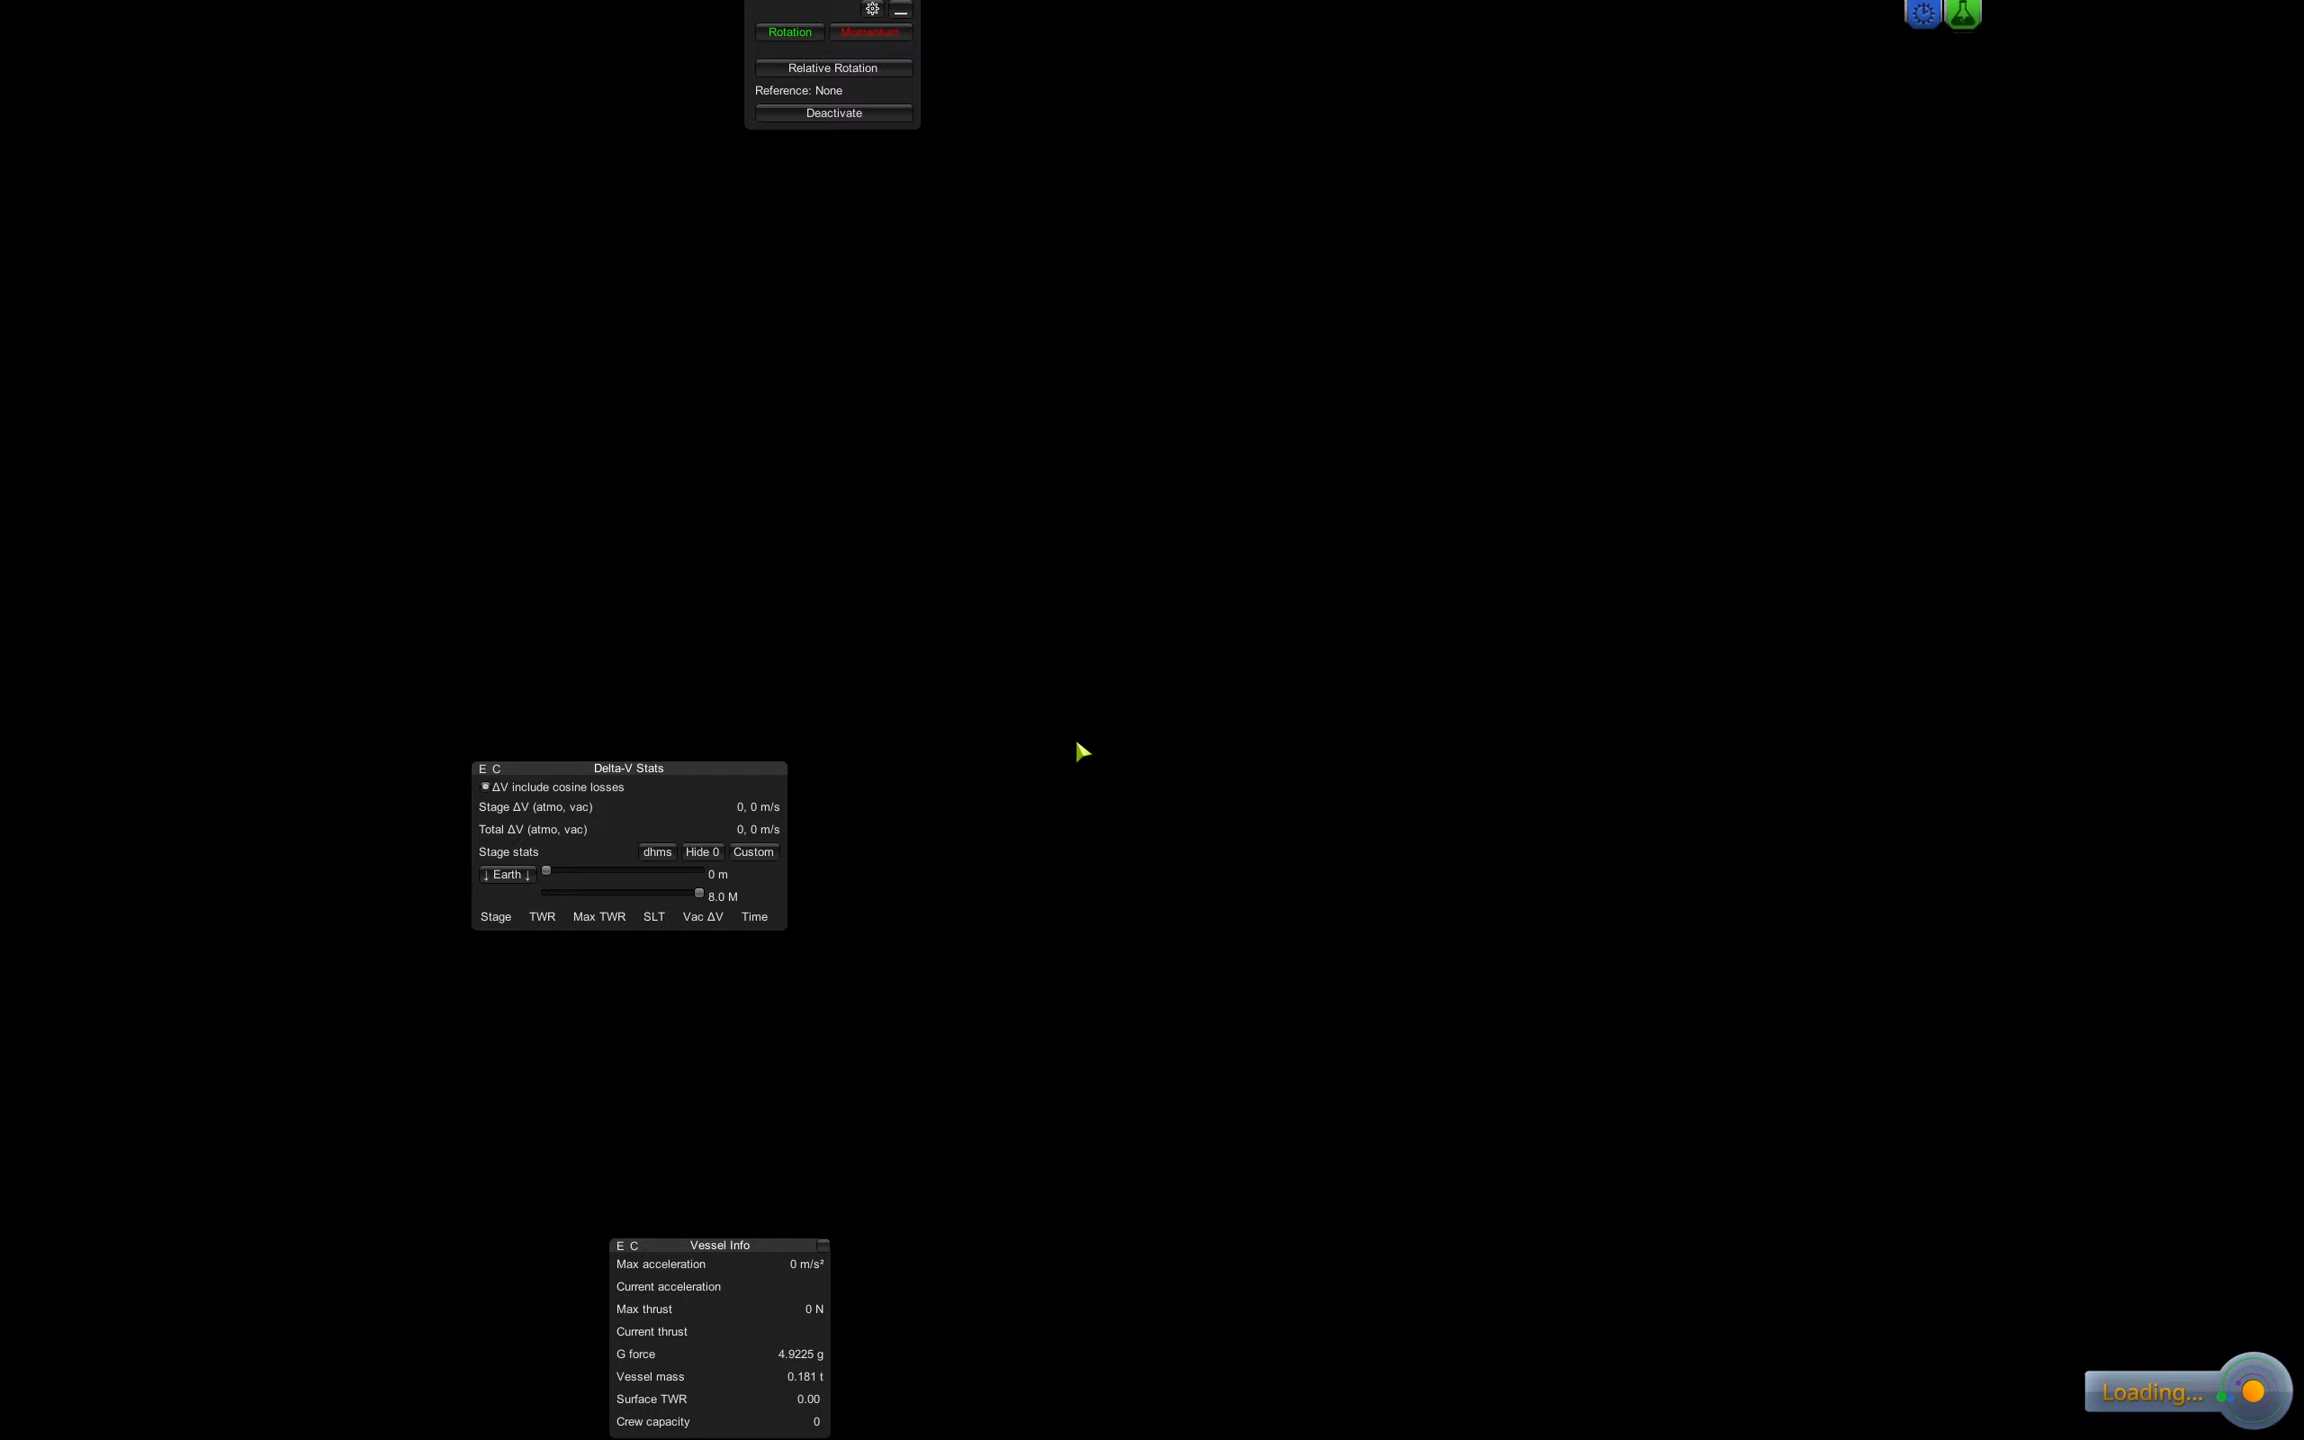 Rotation Momentum
Relative Rotation
Reference: None
Deactivate
E C Delta-V Stats
ΔV include cosine losses
Stage ΔV (atmo, vac) 0, 0 m/s
Total ΔV (atmo, vac) 0, 0 m/s
Stage stats dhms Hide 0 Custom
↓ Earth ↓ 0 m
8.0 M
Stage TWR Max TWR SLT Vac ΔV Time
E C Vessel Info
Max acceleration 0 m/s²
Current acceleration
Max thrust 0 N
Current thrust
G force 4.9225 g
Vessel mass 0.181 t
Surface TWR 0.00
Crew capacity 0
Loading...